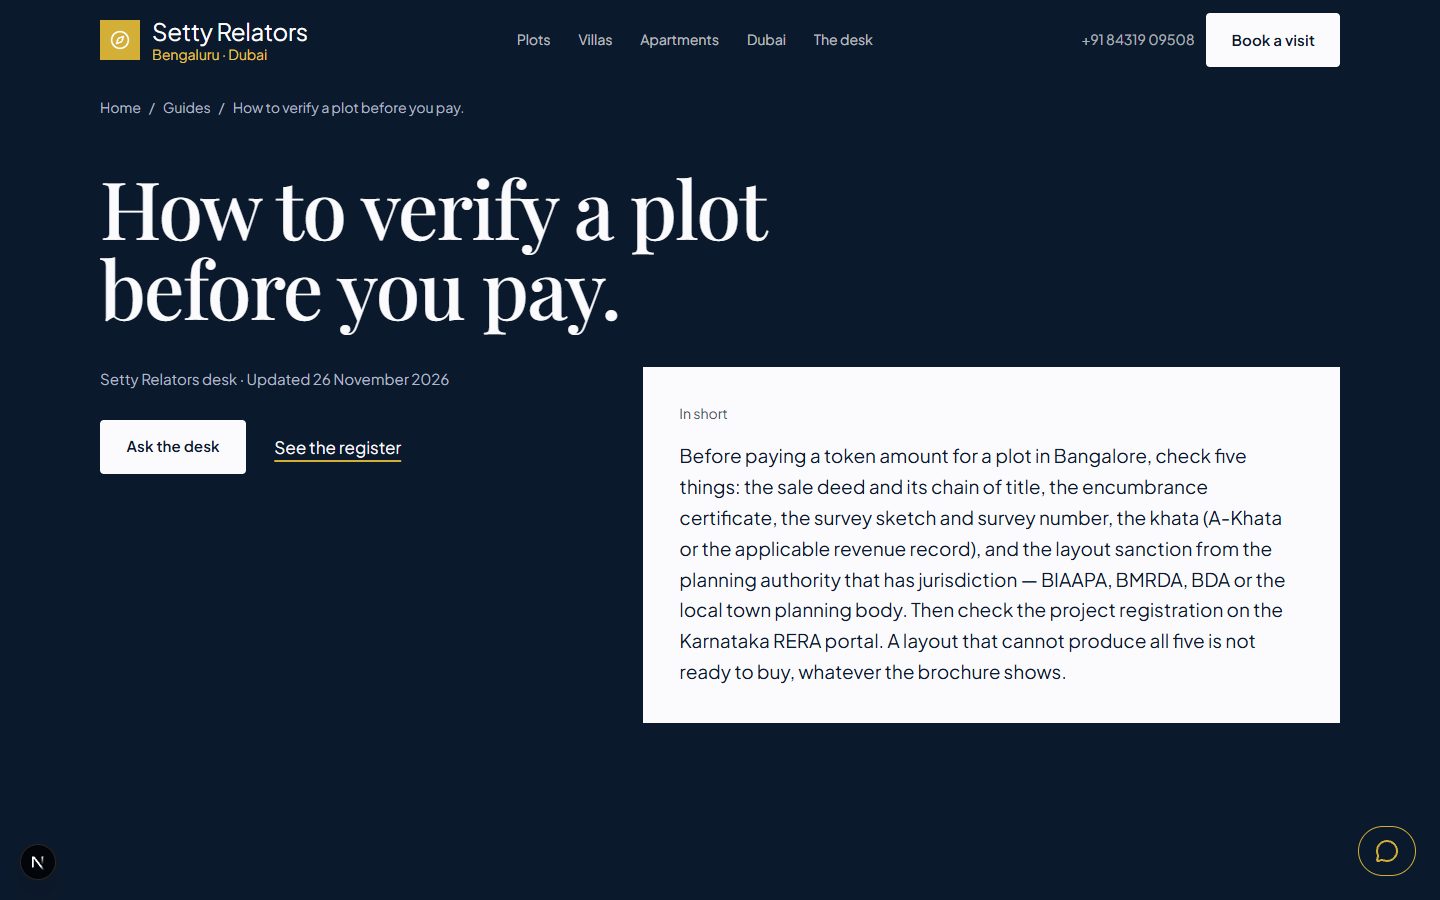 Setty Relators
Bengaluru · Dubai
Plots
Villas
Apartments
Dubai
The desk
+91 84319 09508
Book a visit
Home / Guides / How to verify a plot before you pay.
How to verify a plot
before you pay.
Setty Relators desk · Updated 26 November 2026
Ask the desk
See the register
In short
Before paying a token amount for a plot in Bangalore, check five
things: the sale deed and its chain of title, the encumbrance
certificate, the survey sketch and survey number, the khata (A-Khata
or the applicable revenue record), and the layout sanction from the
planning authority that has jurisdiction — BIAAPA, BMRDA, BDA or the
local town planning body. Then check the project registration on the
Karnataka RERA portal. A layout that cannot produce all five is not
ready to buy, whatever the brochure shows.
N